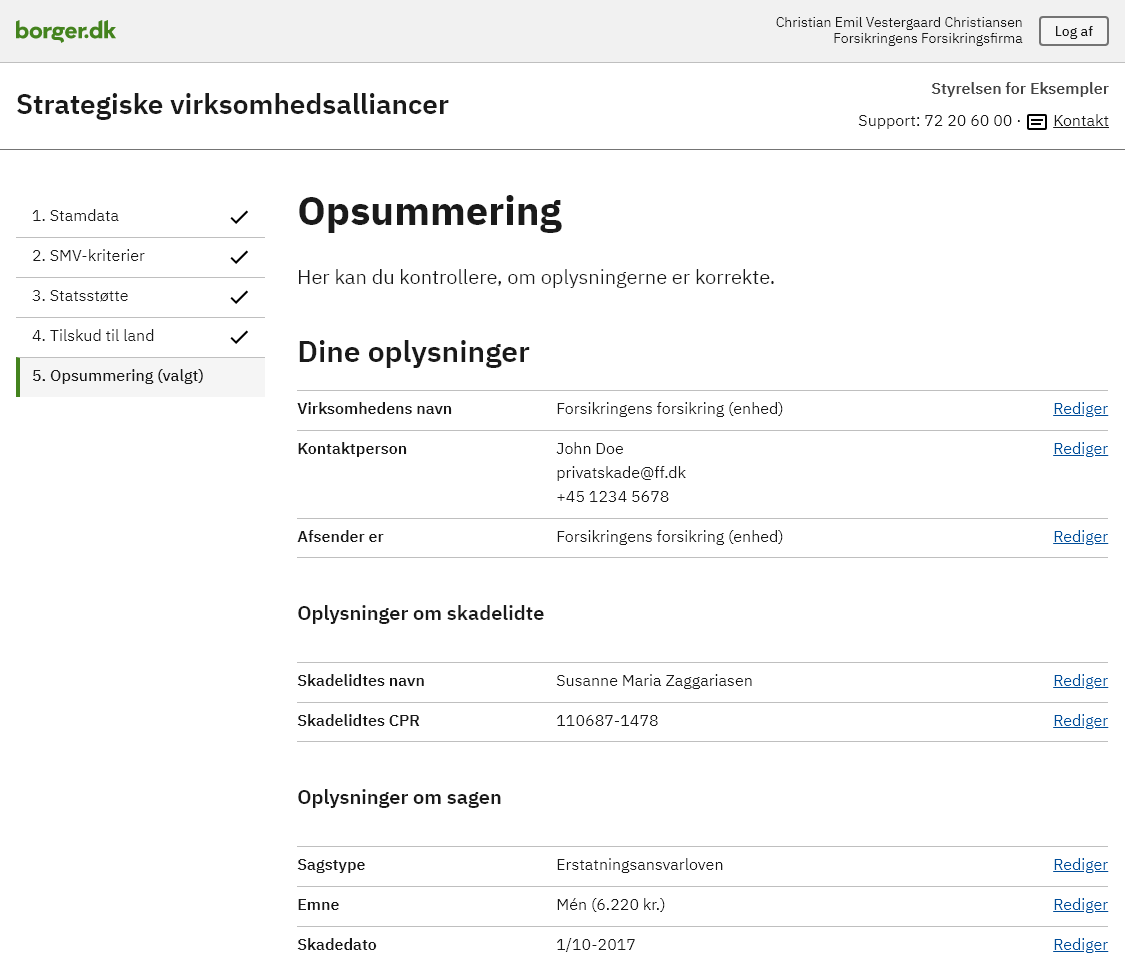 borger.dk
Christian Emil Vestergaard Christiansen
Forsikringens Forsikringsfirma
Log af
Strategiske virksomhedsalliancer
Styrelsen for Eksempler
Support: 72 20 60 00 · Kontakt
1. Stamdata
2. SMV-kriterier
3. Statsstøtte
4. Tilskud til land
5. Opsummering (valgt)
Opsummering
Her kan du kontrollere, om oplysningerne er korrekte.
Dine oplysninger
Virksomhedens navn Forsikringens forsikring (enhed) Rediger
Kontaktperson John Doe Rediger
privatskade@ff.dk
+45 1234 5678
Afsender er Forsikringens forsikring (enhed) Rediger
Oplysninger om skadelidte
Skadelidtes navn Susanne Maria Zaggariasen Rediger
Skadelidtes CPR 110687-1478 Rediger
Oplysninger om sagen
Sagstype Erstatningsansvarloven Rediger
Emne Mén (6.220 kr.) Rediger
Skadedato 1/10-2017 Rediger